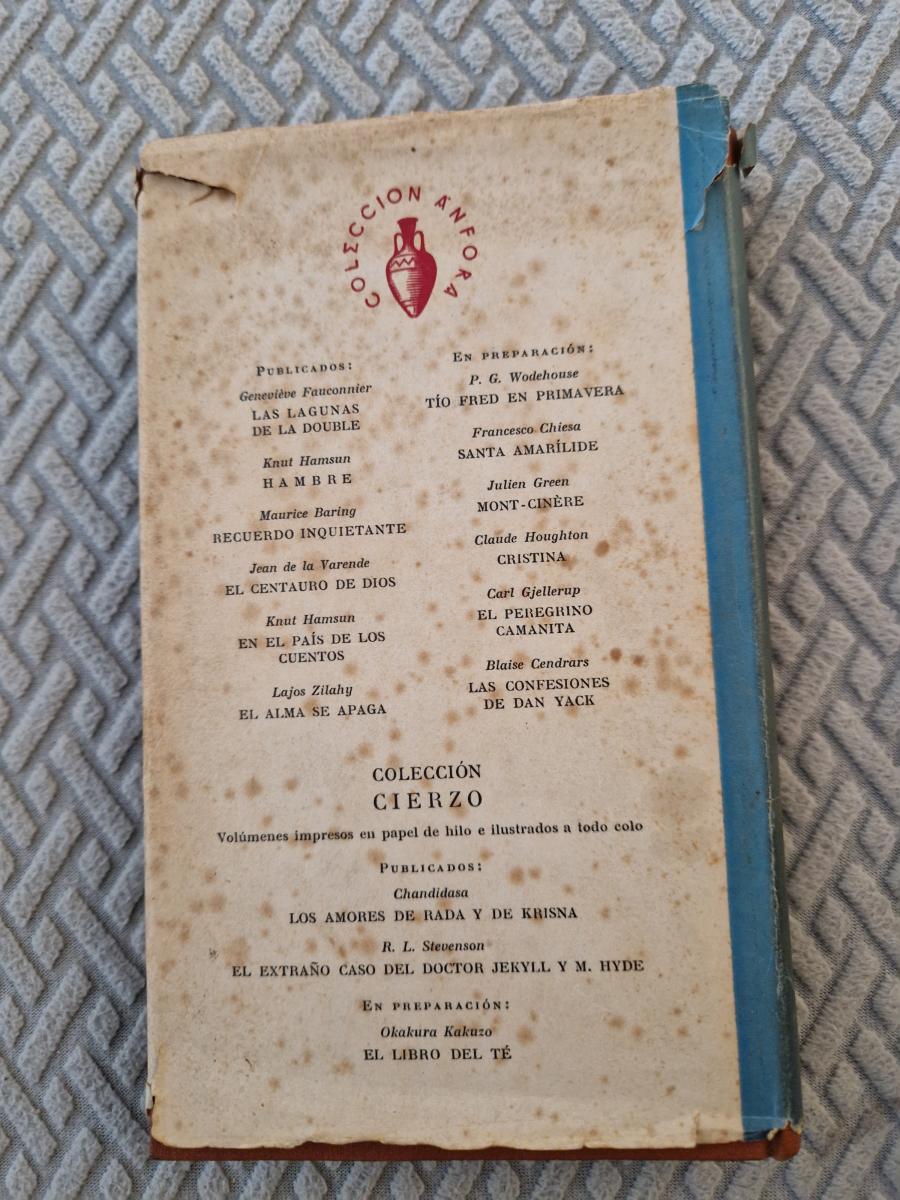 COLECCION ÁNFORA
PUBLICADOS:
Geneviève Fauconnier
LAS LAGUNAS
DE LA DOUBLE
Knut Hamsun
HAMBRE
Maurice Baring
RECUERDO INQUIETANTE
Jean de la Varende
EL CENTAURO DE DIOS
Knut Hamsun
EN EL PAÍS DE LOS
CUENTOS
Lajos Zilahy
EL ALMA SE APAGA
EN PREPARACIÓN:
P. G. Wodehouse
TÍO FRED EN PRIMAVERA
Francesco Chiesa
SANTA AMARÍLIDE
Julien Green
MONT-CINÈRE
Claude Houghton
CRISTINA
Carl Gjellerup
EL PEREGRINO
CAMANITA
Blaise Cendrars
LAS CONFESIONES
DE DAN YACK
COLECCIÓN
CIERZO
Volúmenes impresos en papel de hilo e ilustrados a todo colo
PUBLICADOS:
Chandidasa
LOS AMORES DE RADA Y DE KRISNA
R. L. Stevenson
EL EXTRAÑO CASO DEL DOCTOR JEKYLL Y M. HYDE
EN PREPARACIÓN:
Okakura Kakuzo
EL LIBRO DEL TÉ